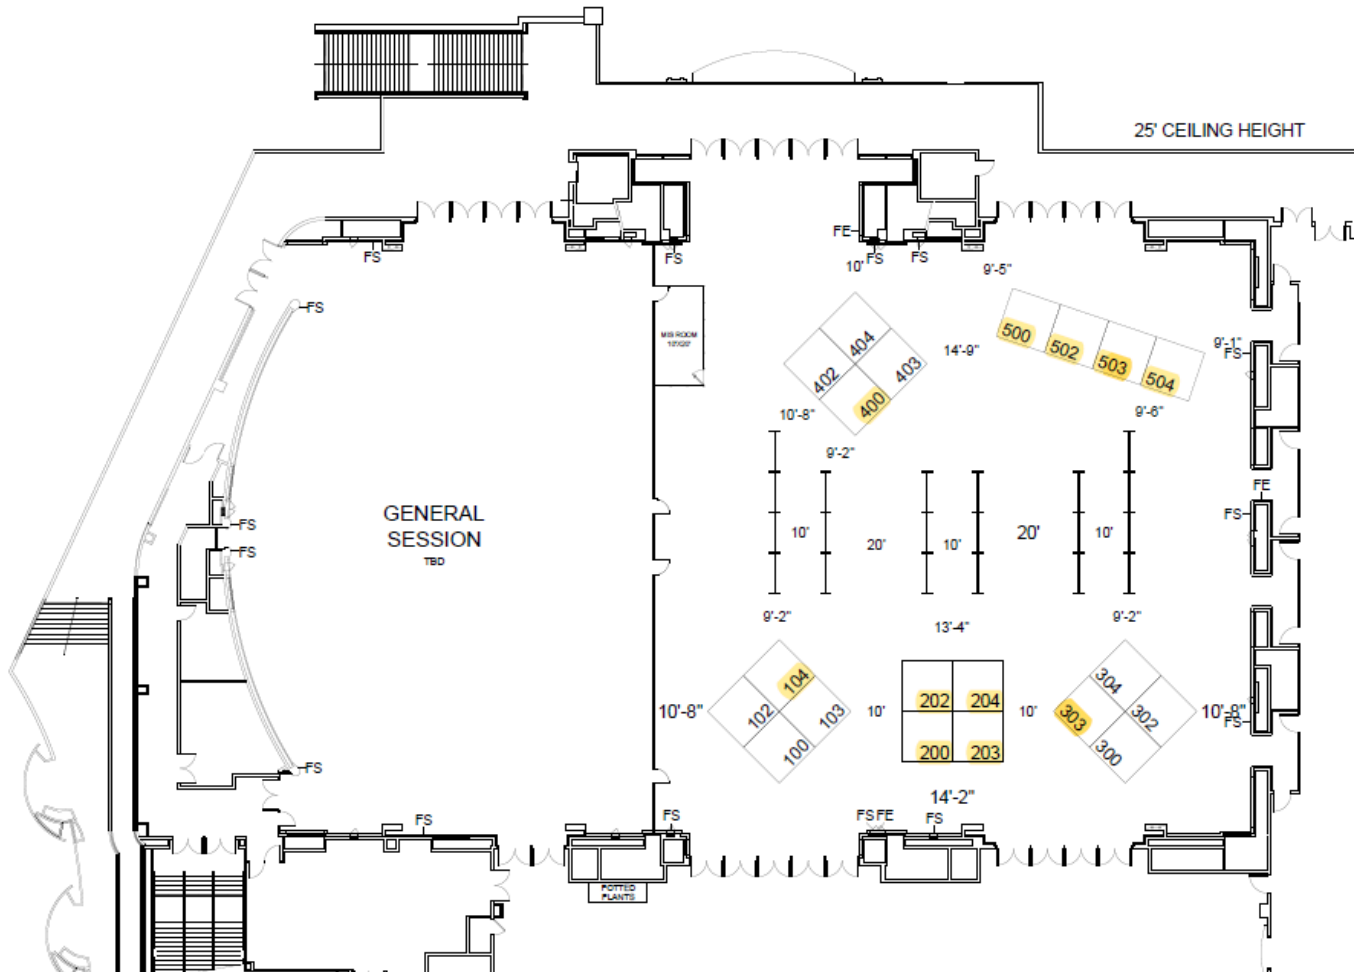 25' CEILING HEIGHT
FE
FS
FS
FS
FS
10'
9'-5"
FS
MIS ROOM
10'X20'
404
402
403
400
14'-9"
500
502
503
504
9'-1"
FS
10'-8"
9'-2"
9'-6"
GENERAL
SESSION
TBD
FS
FS
FE
FS
10'
20'
10'
20'
10'
9'-2"
13'-4"
9'-2"
10'-8"
104
102
103
100
10'
202
204
200
203
10'
304
303
302
300
10'-8"
FS
FS
14'-2"
FS
FS
FS
FE
FS
POTTED
PLANTS